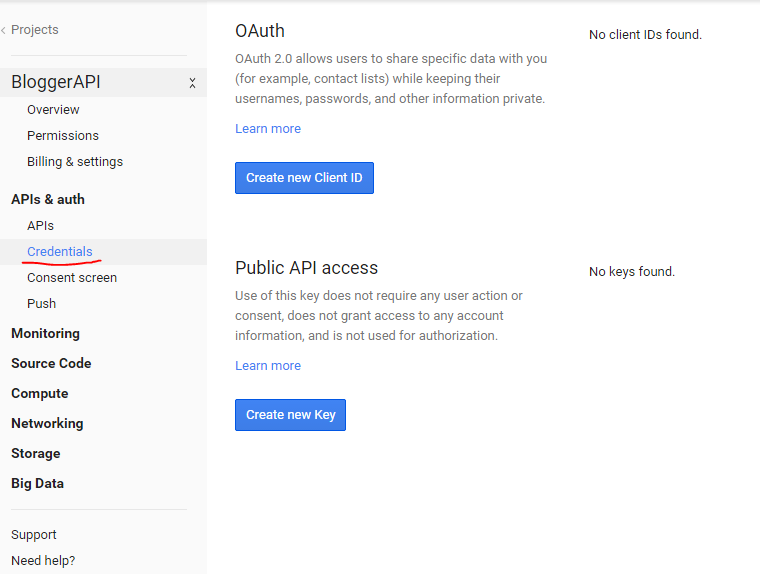 Projects
BloggerAPI
Overview
Permissions
Billing & settings
APIs & auth
APIs
Credentials
Consent screen
Push
Monitoring
Source Code
Compute
Networking
Storage
Big Data
Support
Need help?
OAuth
OAuth 2.0 allows users to share specific data with you
(for example, contact lists) while keeping their
usernames, passwords, and other information private.
Learn more
Create new Client ID
No client IDs found.
Public API access
Use of this key does not require any user action or
consent, does not grant access to any account
information, and is not used for authorization.
Learn more
Create new Key
No keys found.